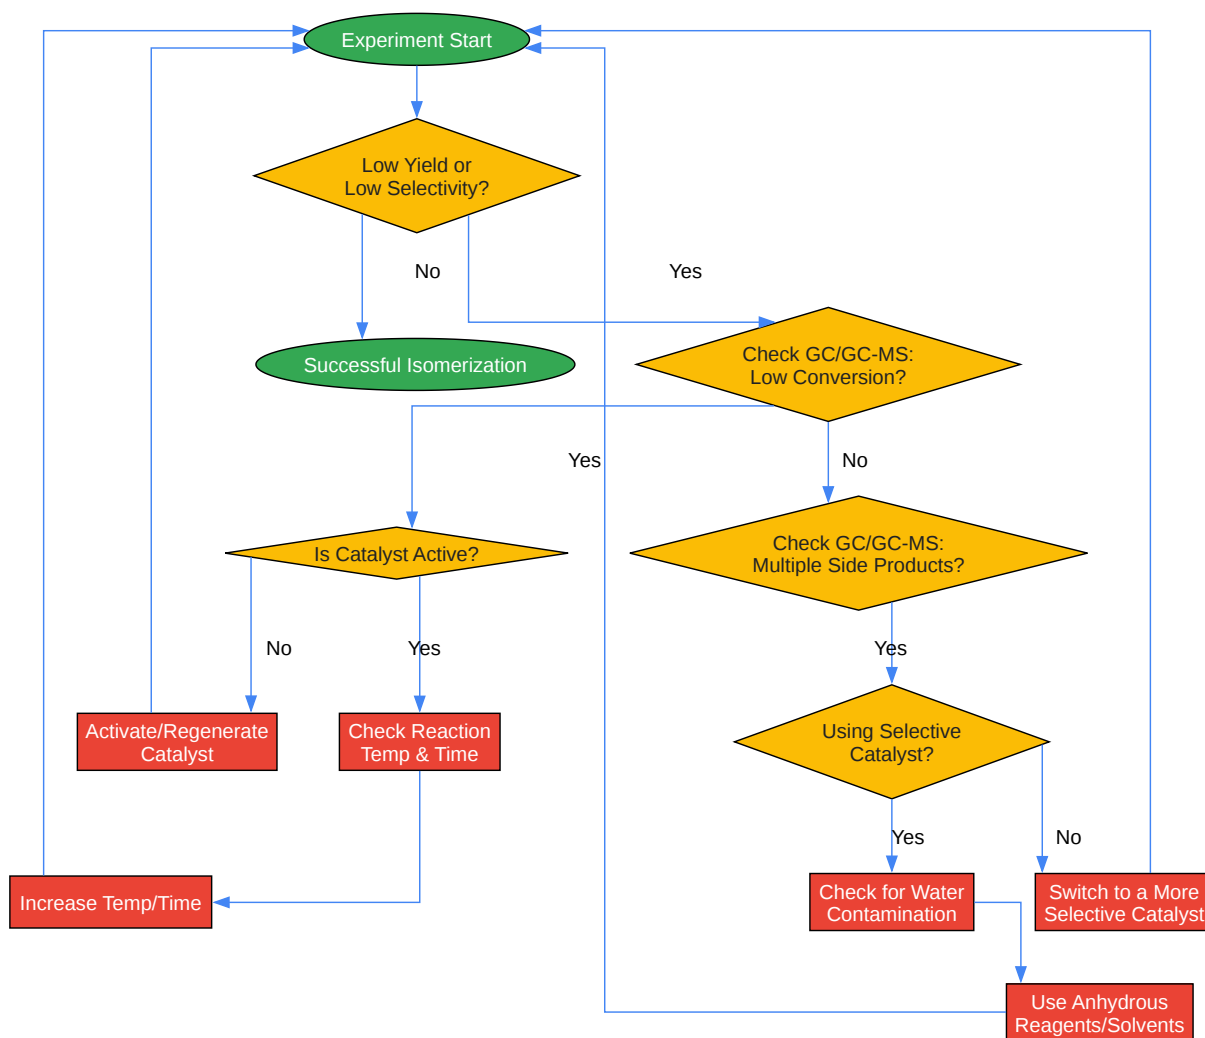 Experiment Start
Low Yield or
Low Selectivity?
No
Yes
Successful Isomerization
Check GC/GC-MS:
Low Conversion?
Yes
No
Is Catalyst Active?
Check GC/GC-MS:
Multiple Side Products?
No
Yes
Yes
Activate/Regenerate
Catalyst
Check Reaction
Temp & Time
Using Selective
Catalyst?
Yes
No
Increase Temp/Time
Check for Water
Contamination
Switch to a More
Selective Catalyst
Use Anhydrous
Reagents/Solvents